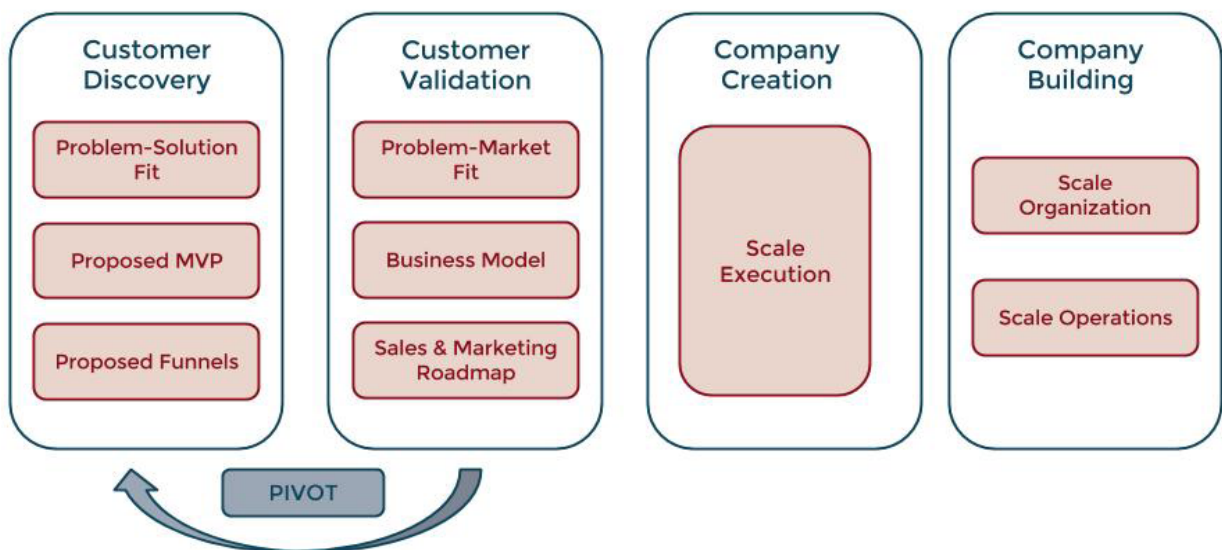 Customer
Discovery
Problem-Solution
Fit
Proposed MVP
Proposed Funnels
Customer
Validation
Problem-Market
Fit
Business Model
Sales & Marketing
Roadmap
Company
Creation
Scale
Execution
Company
Building
Scale
Organization
Scale Operations
PIVOT